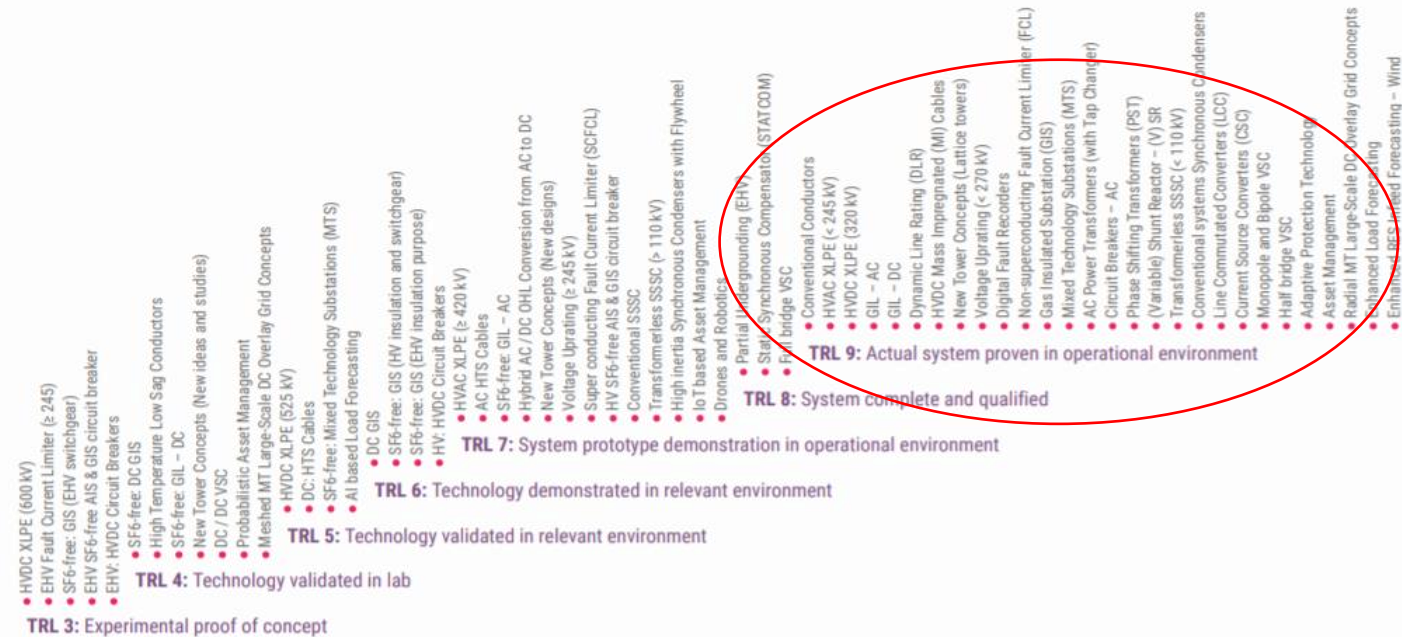 HVDC XLPE (600 kV)
EHV Fault Current Limiter (≥ 245)
SF6-free: GIS (EHV switchgear)
EHV SF6-free AIS & GIS circuit breaker
EHV: HVDC Circuit Breakers
TRL 3: Experimental proof of concept
SF6-free: DC GIS
High Temperature Low Sag Conductors
SF6-free: GIL – DC
New Tower Concepts (New ideas and studies)
DC / DC VSC
Probabilistic Asset Management
Meshed MT Large-Scale DC Overlay Grid Concepts
TRL 4: Technology validated in lab
HVDC XLPE (525 kV)
DC: HTS Cables
SF6-free: Mixed Technology Substations (MTS)
AI based Load Forecasting
TRL 5: Technology validated in relevant environment
DC GIS
SF6-free: GIS (HV insulation and switchgear)
SF6-free: GIS (EHV insulation purpose)
HV: HVDC Circuit Breakers
TRL 6: Technology demonstrated in relevant environment
HVAC XLPE (≥ 420 kV)
AC HTS Cables
SF6-free: GIL – AC
Hybrid AC / DC OHL Conversion from AC to DC
New Tower Concepts (New designs)
Voltage Uprating (≥ 245 kV)
Super conducting Fault Current Limiter (SCFCL)
HV SF6-free AIS & GIS circuit breaker
Conventional SSSC
Transformerless SSSC (> 110 kV)
High inertia Synchronous Condensers with Flywheel
IoT based Asset Management
Drones and Robotics
TRL 7: System prototype demonstration in operational environment
Partial Undergrounding (EHV)
Static Synchronous Compensator (STATCOM)
Full bridge VSC
TRL 8: System complete and qualified
Conventional Conductors
HVAC XLPE (< 245 kV)
HVDC XLPE (320 kV)
GIL – AC
GIL – DC
Dynamic Line Rating (DLR)
HVDC Mass Impregnated (MI) Cables
New Tower Concepts (Lattice towers)
Voltage Uprating (< 270 kV)
Digital Fault Recorders
Non-superconducting Fault Current Limiter (FCL)
Gas Insulated Substation (GIS)
Mixed Technology Substations (MTS)
AC Power Transformers (with Tap Changer)
Circuit Breakers – AC
Phase Shifting Transformers (PST)
(Variable) Shunt Reactor – (V) SR
Transformerless SSSC (< 110 kV)
Conventional systems Synchronous Condensers
Line Commutated Converters (LCC)
Current Source Converters (CSC)
Monopole and Bipole VSC
Half bridge VSC
Adaptive Protection Technology
Asset Management
Radial MT Large-Scale DC Overlay Grid Concepts
Enhanced Load Forecasting
Enhanced RES Infeed Forecasting – Wind
TRL 9: Actual system proven in operational environment